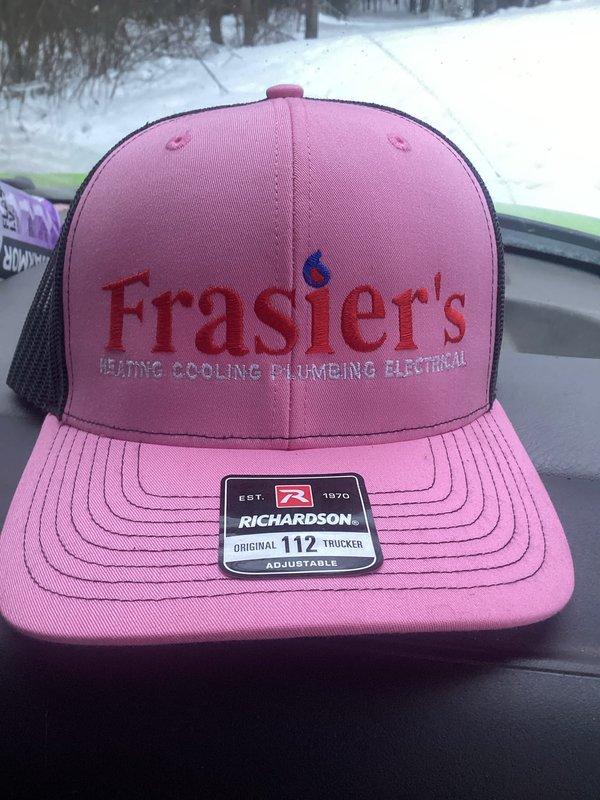 Frasier's
HEATING COOLING PLUMBING ELECTRICAL
EST. R 1970
RICHARDSON®
ORIGINAL 112 TRUCKER
ADJUSTABLE